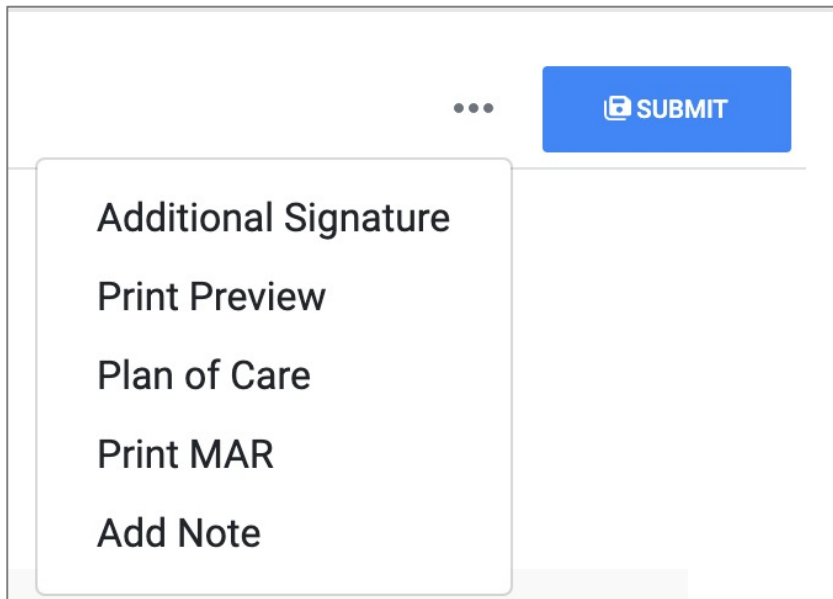 SUBMIT
Additional Signature
Print Preview
Plan of Care
Print MAR
Add Note